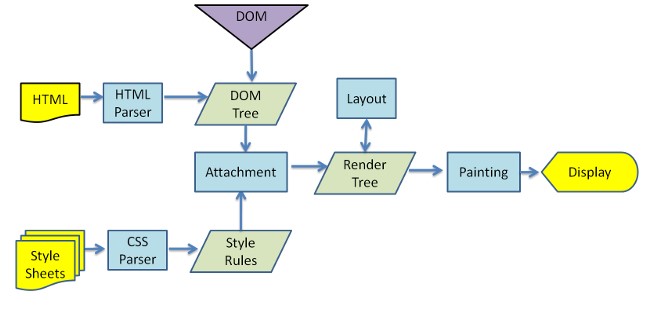 DOM
HTML
HTML
Parser
DOM
Tree
Layout
Attachment
Render
Tree
Painting
Display
Style
Sheets
CSS
Parser
Style
Rules